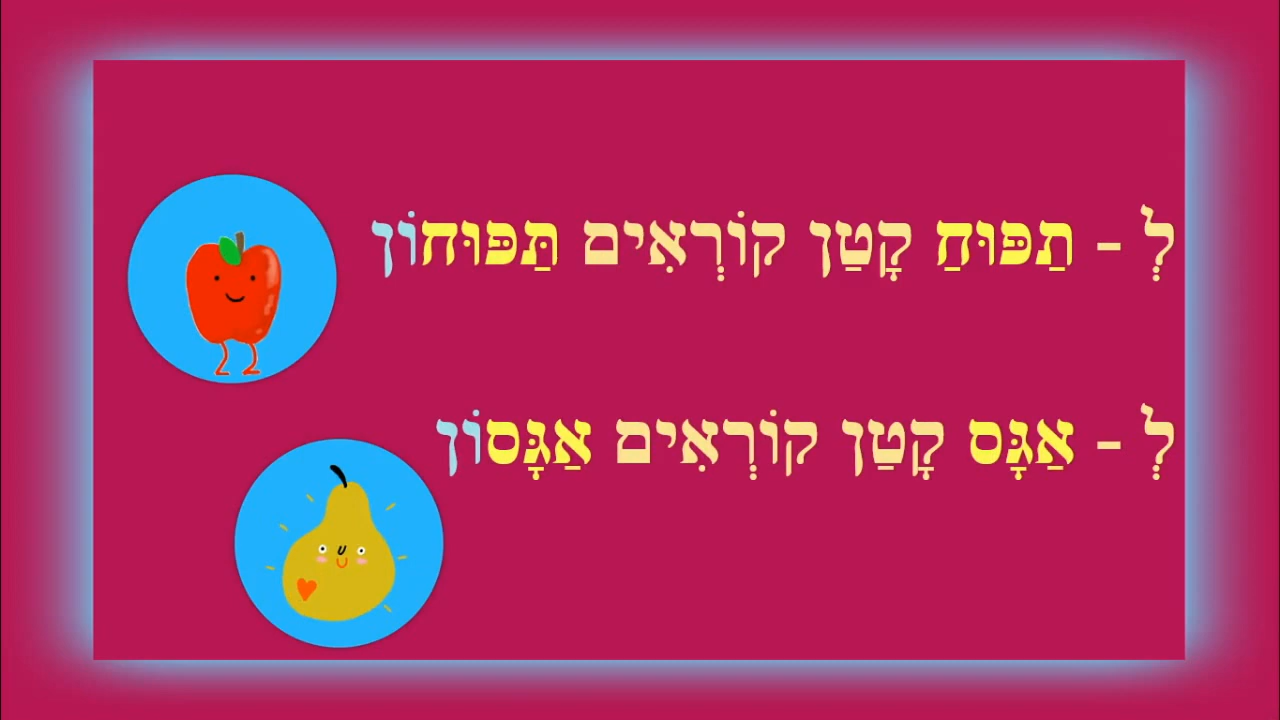 לְ - תַפּוּחַ קָטַן קוֹרְאִים תַּפּוּחוֹן
לְ - אַגָּס קָטַן קוֹרְאִים אַגָּסוֹן